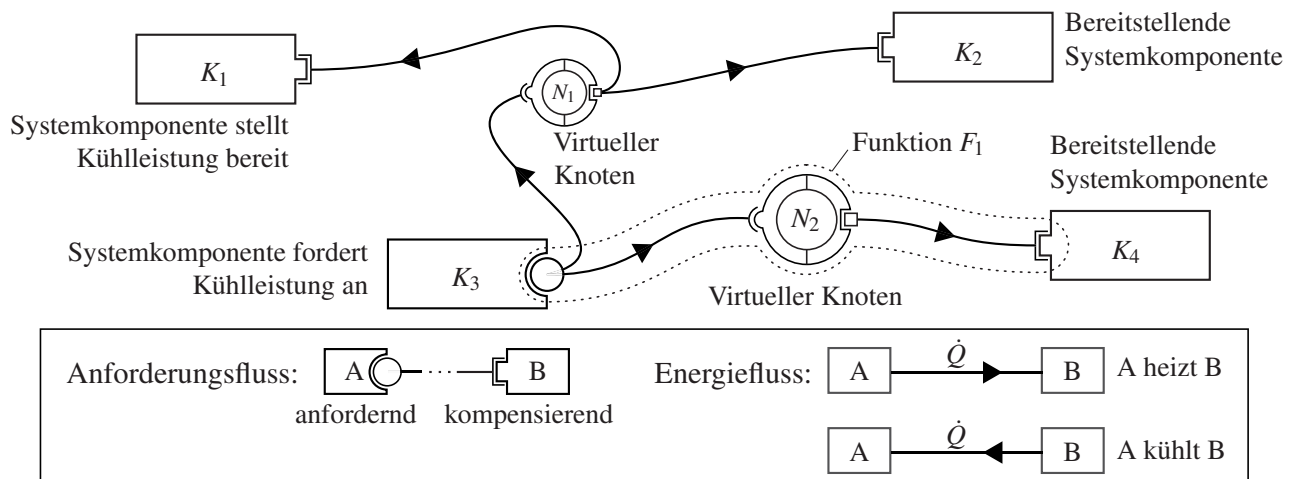 K1
Systemkomponente stellt
Kühlleistung bereit
N1
Virtueller
Knoten
K2
Bereitstellende
Systemkomponente
Funktion F1
Bereitstellende
Systemkomponente
Systemkomponente fordert
Kühlleistung an
K3
N2
Virtueller Knoten
K4
Anforderungsfluss:
A
...
B
anfordernd
kompensierend
Energiefluss:
A
Q̇
B
A heizt B
A
Q̇
B
A kühlt B